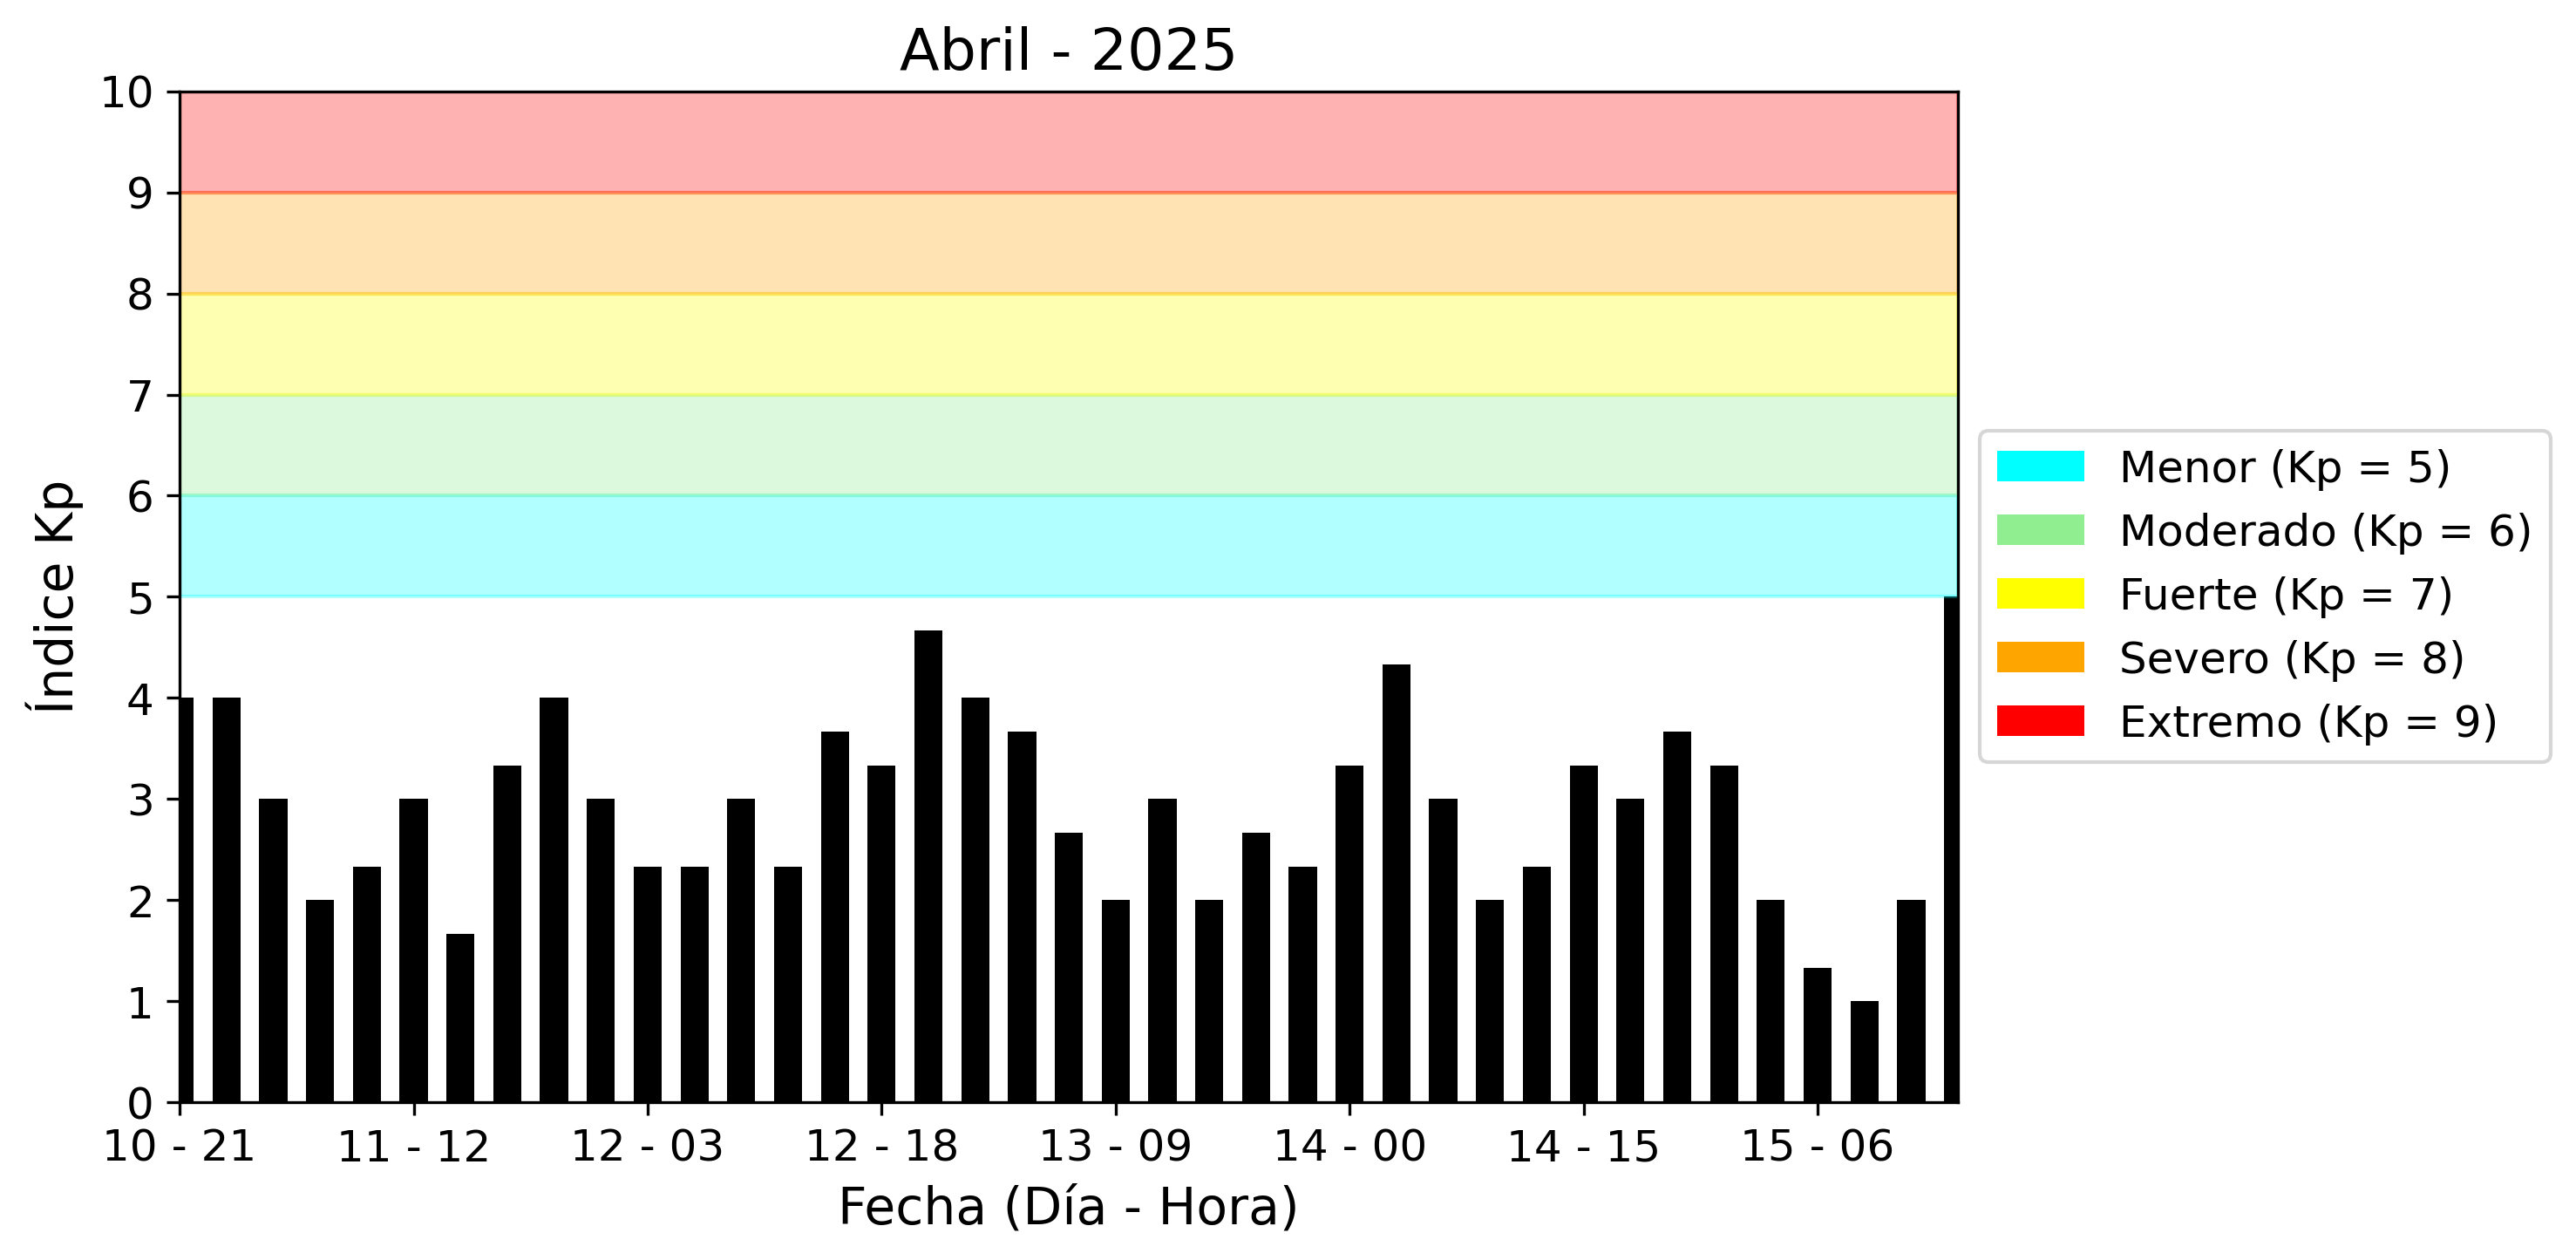 Abril - 2025
10
9
8
7
6
5
4
3
2
1
0
Índice Kp
10 - 21
11 - 12
12 - 03
12 - 18
13 - 09
14 - 00
14 - 15
15 - 06
Fecha (Día - Hora)
Menor (Kp = 5)
Moderado (Kp = 6)
Fuerte (Kp = 7)
Severo (Kp = 8)
Extremo (Kp = 9)